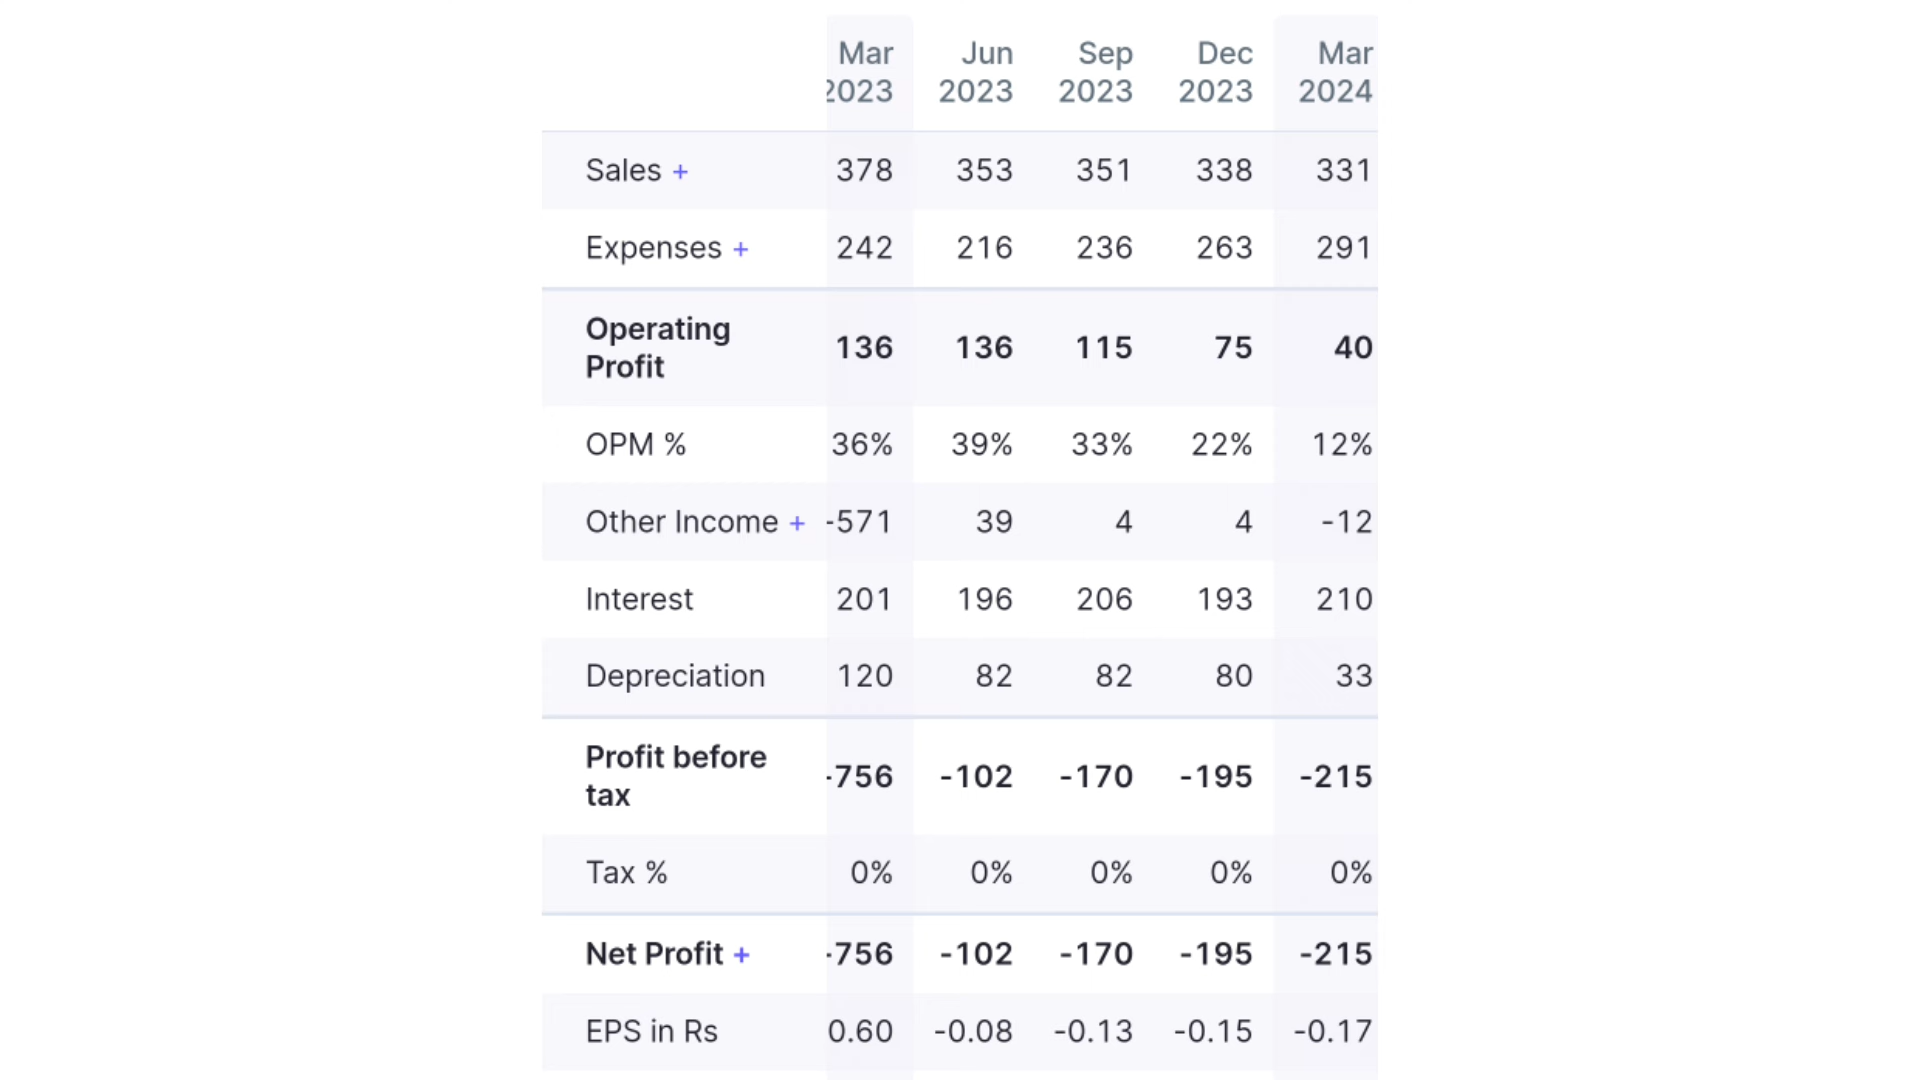 Mar Jun Sep Dec Mar
2023 2023 2023 2023 2024
Sales + 378 353 351 338 331
Expenses + 242 216 236 263 291
Operating
Profit 136 136 115 75 40
OPM % 36% 39% 33% 22% 12%
Other Income + -571 39 4 4 -12
Interest 201 196 206 193 210
Depreciation 120 82 82 80 33
Profit before
tax -756 -102 -170 -195 -215
Tax % 0% 0% 0% 0% 0%
Net Profit + -756 -102 -170 -195 -215
EPS in Rs 0.60 -0.08 -0.13 -0.15 -0.17